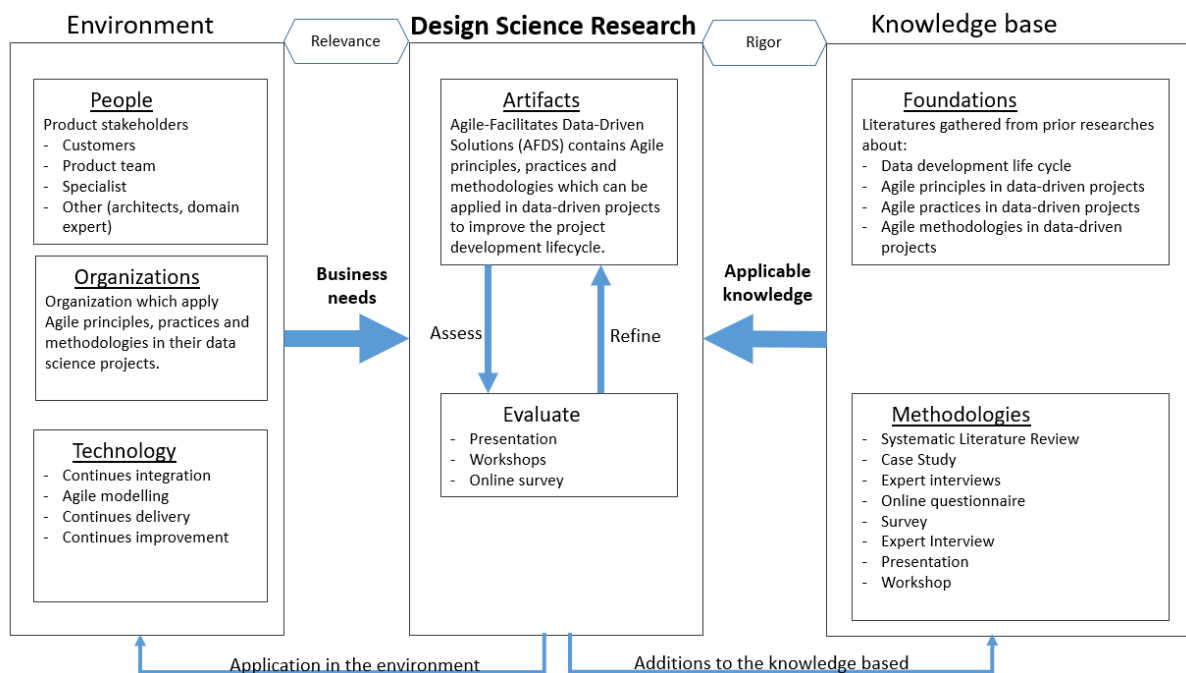 Environment
Relevance
Design Science Research
Rigor
Knowledge base
People
Product stakeholders
- Customers
- Product team
- Specialist
- Other (architects, domain
expert)
Organizations
Organization which apply
Agile principles, practices and
methodologies in their data
science projects.
Technology
- Continues integration
- Agile modelling
- Continues delivery
- Continues improvement
Business
needs
Artifacts
Agile-Facilitates Data-Driven
Solutions (AFDS) contains Agile
principles, practices and
methodologies which can be
applied in data-driven projects
to improve the project
development lifecycle.
Assess
Refine
Evaluate
- Presentation
- Workshops
- Online survey
Applicable
knowledge
Foundations
Literatures gathered from prior researches
about:
- Data development life cycle
- Agile principles in data-driven projects
- Agile practices in data-driven projects
- Agile methodologies in data-driven
projects
Methodologies
- Systematic Literature Review
- Case Study
- Expert interviews
- Online questionnaire
- Survey
- Expert Interview
- Presentation
- Workshop
Application in the environment
Additions to the knowledge based